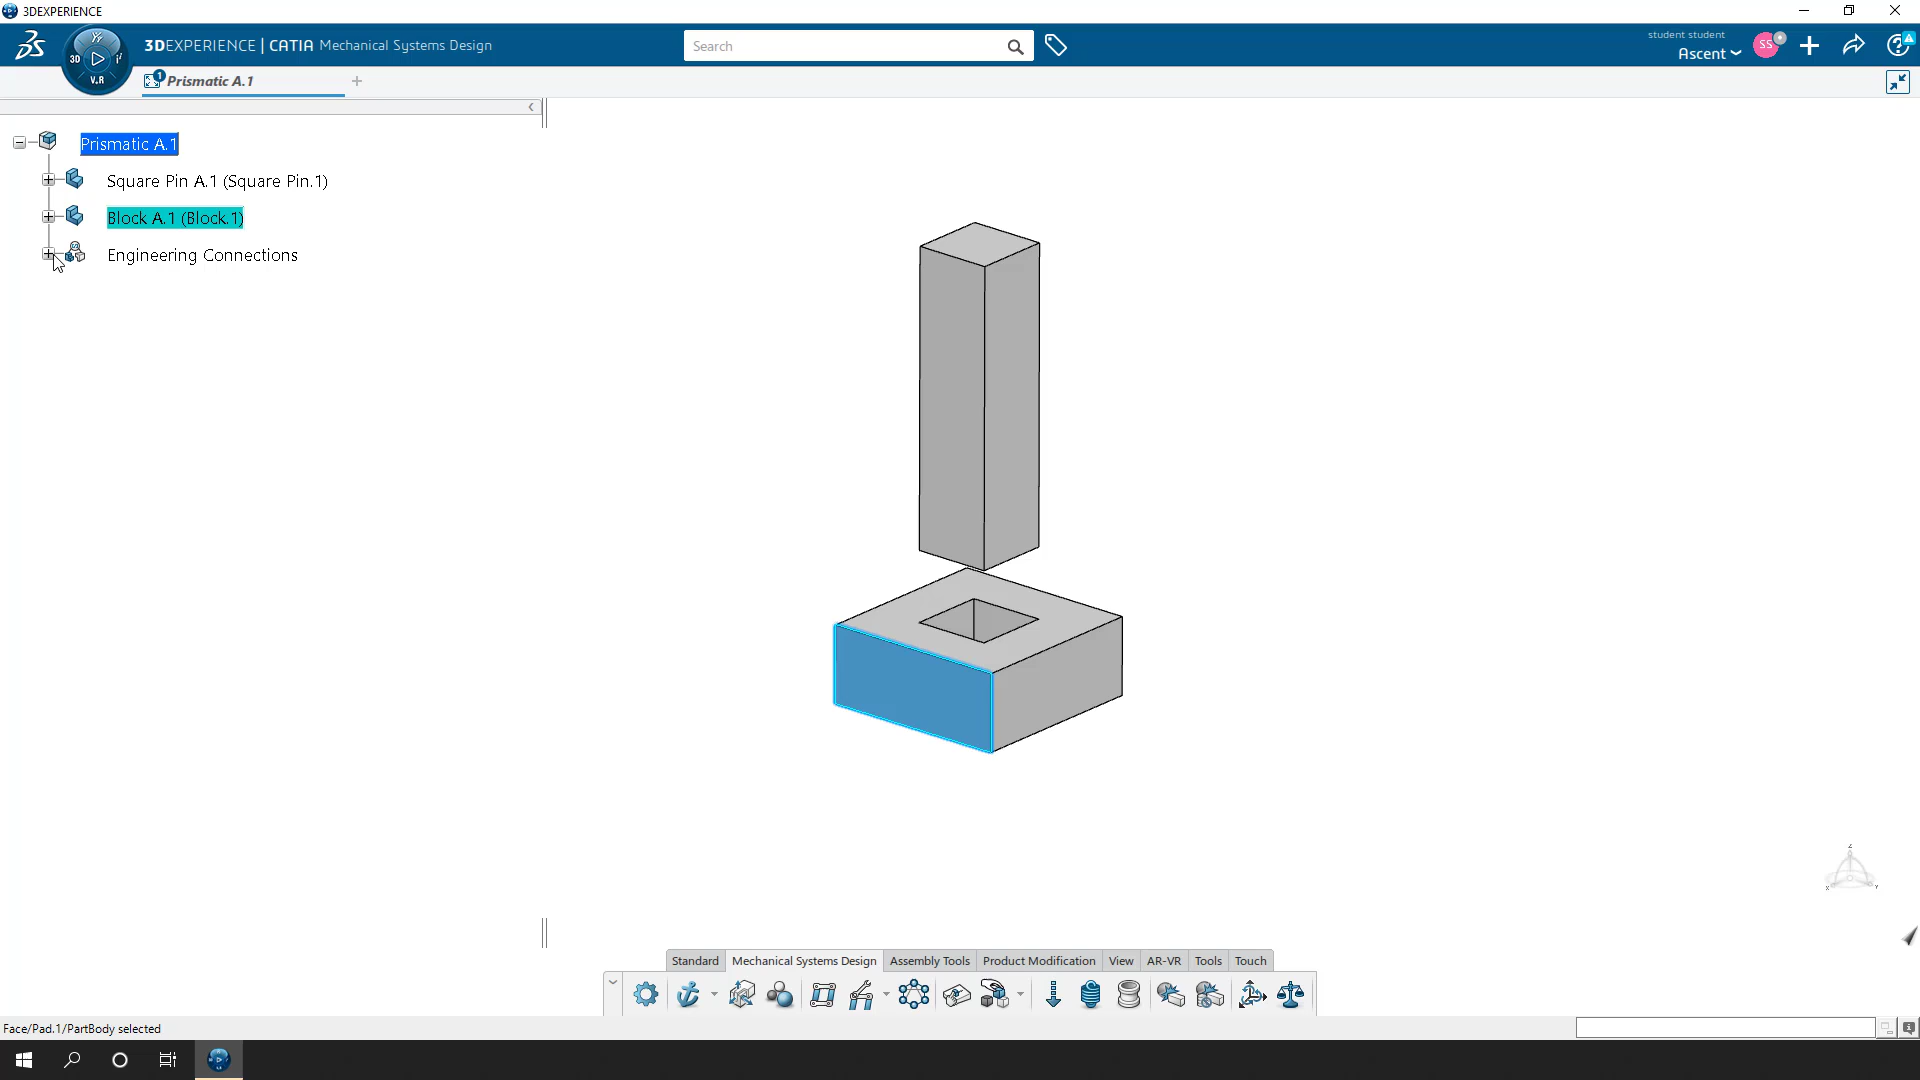 3DEXPERIENCE
3DEXPERIENCE | CATIA Mechanical Systems Design
Search
student student
Ascent
SS
3D
V.R
1
Prismatic A.1
Prismatic A.1
Square Pin A.1 (Square Pin.1)
Block A.1 (Block.1)
Engineering Connections
z
x
y
Standard
Mechanical Systems Design
Assembly Tools
Product Modification
View
AR-VR
Tools
Touch
Face/Pad.1/PartBody selected